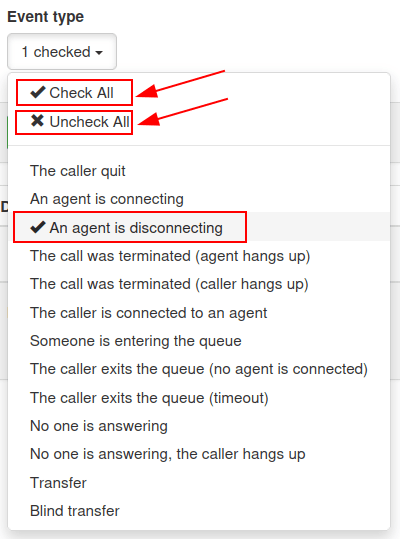 Event type
1 checked
Check All
Uncheck All
The caller quit
An agent is connecting
D
An agent is disconnecting
The call was terminated (agent hangs up)
The call was terminated (caller hangs up)
The caller is connected to an agent
Someone is entering the queue
The caller exits the queue (no agent is connected)
The caller exits the queue (timeout)
No one is answering
No one is answering, the caller hangs up
Transfer
Blind transfer